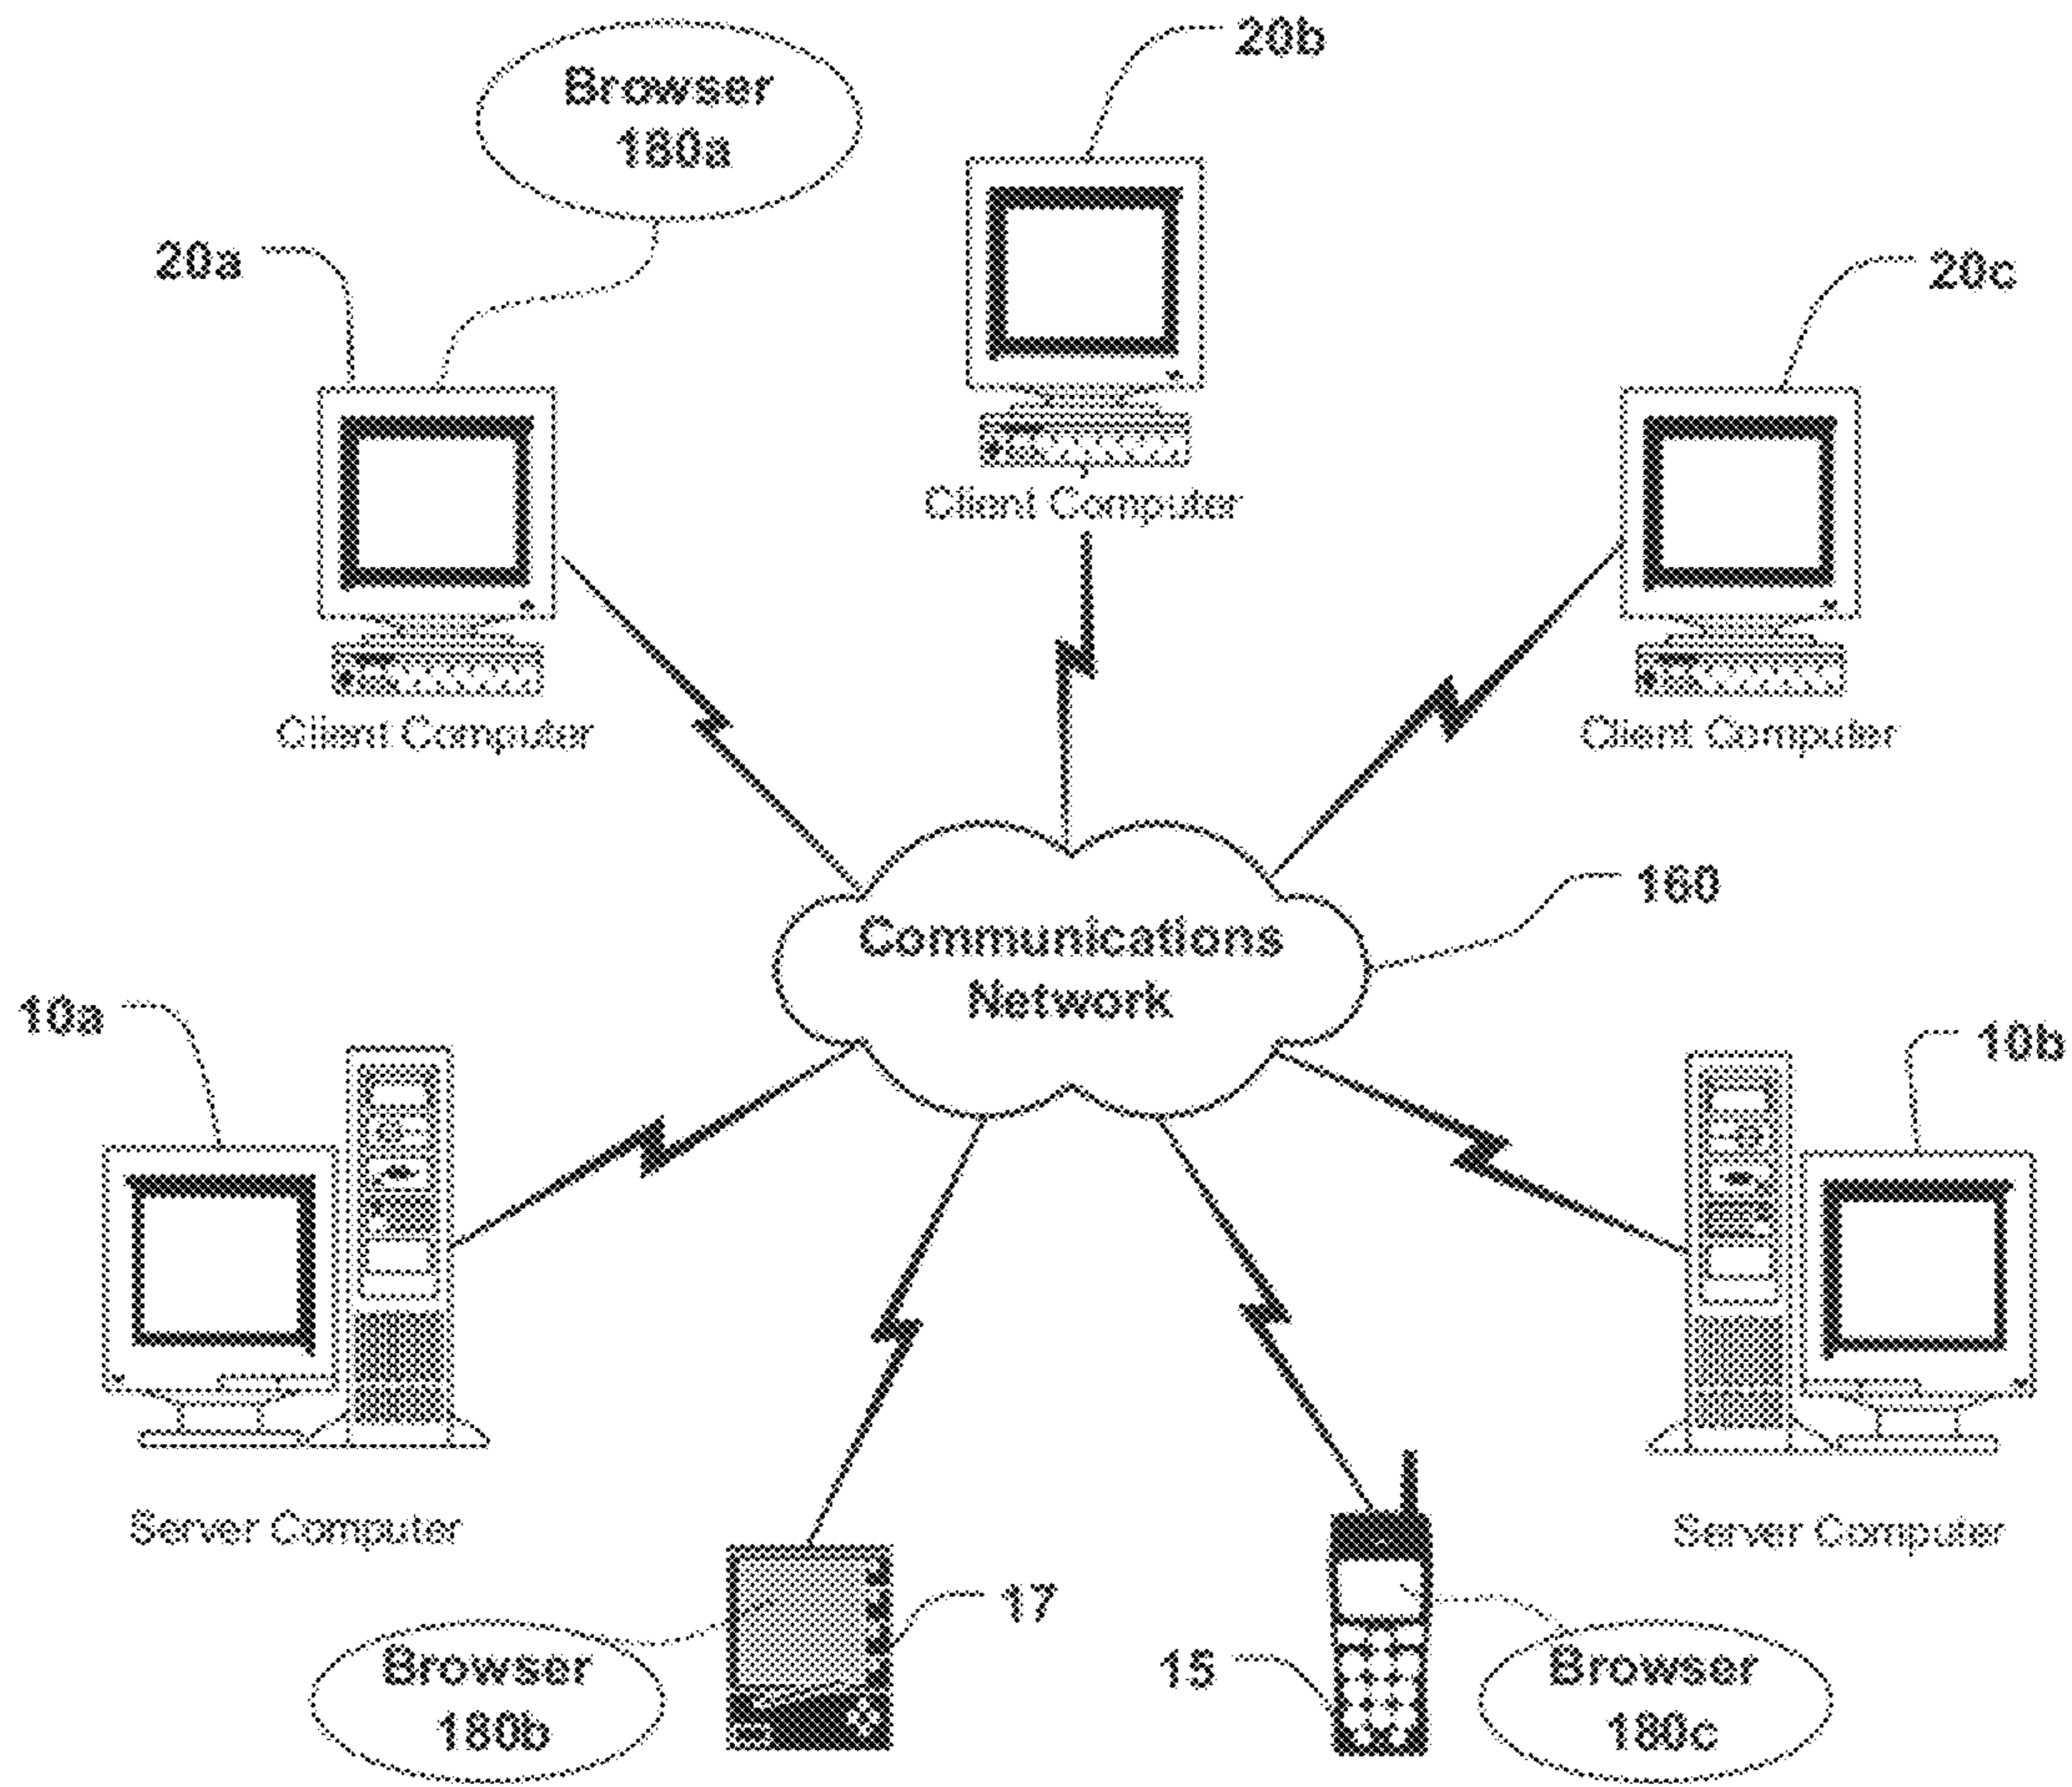 20b
Browser
180a
20a
20c
Client Computer
Client Computer
Client Computer
160
Communications
Network
10a
10b
Server Computer
Server Computer
17
15
Browser
180b
Browser
180c